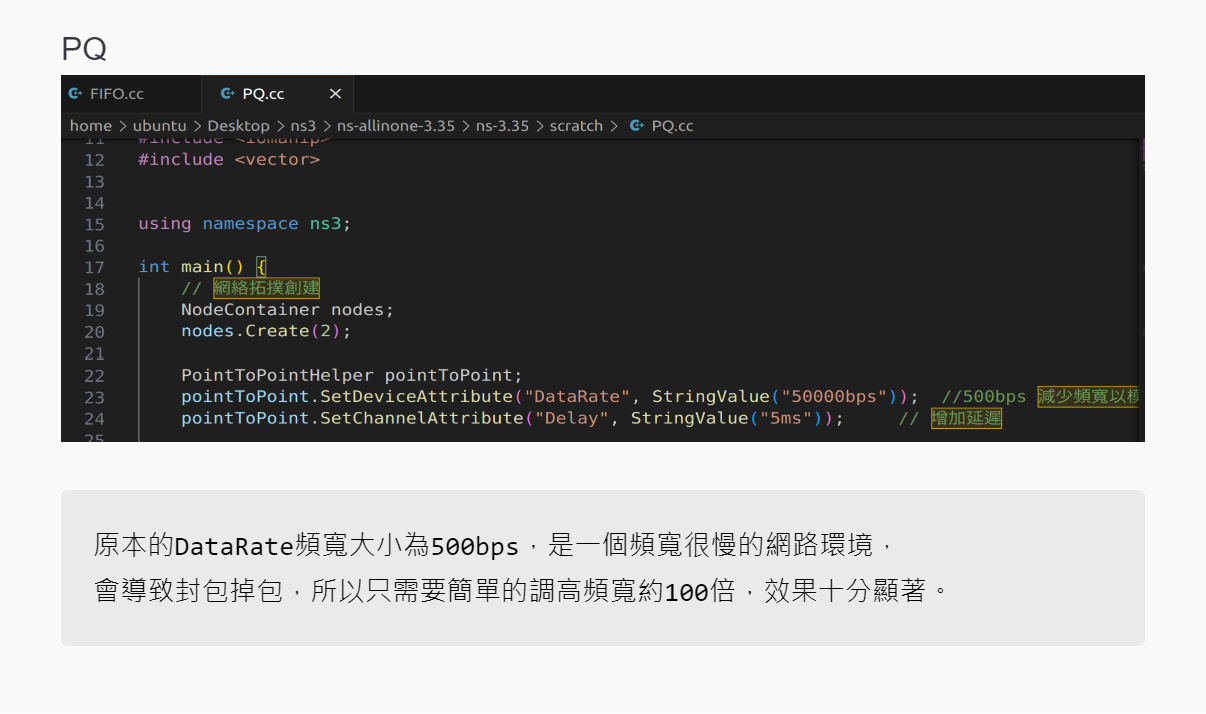 PQ
FIFO.cc PQ.cc
home > ubuntu > Desktop > ns3 > ns-allinone-3.35 > ns-3.35 > scratch > PQ.cc
11 #include <iomanip>
12 #include <vector>
13
14
15 using namespace ns3;
16
17 int main() {
18 // 網絡拓撲創建
19 NodeContainer nodes;
20 nodes.Create(2);
21
22 PointToPointHelper pointToPoint;
23 pointToPoint.SetDeviceAttribute("DataRate", StringValue("50000bps")); //500bps 減少頻寬以模
24 pointToPoint.SetChannelAttribute("Delay", StringValue("5ms")); // 增加延遲
25
原本的DataRate頻寬大小為500bps，是一個頻寬很慢的網路環境，
會導致封包掉包，所以只需要簡單的調高頻寬約100倍，效果十分顯著。